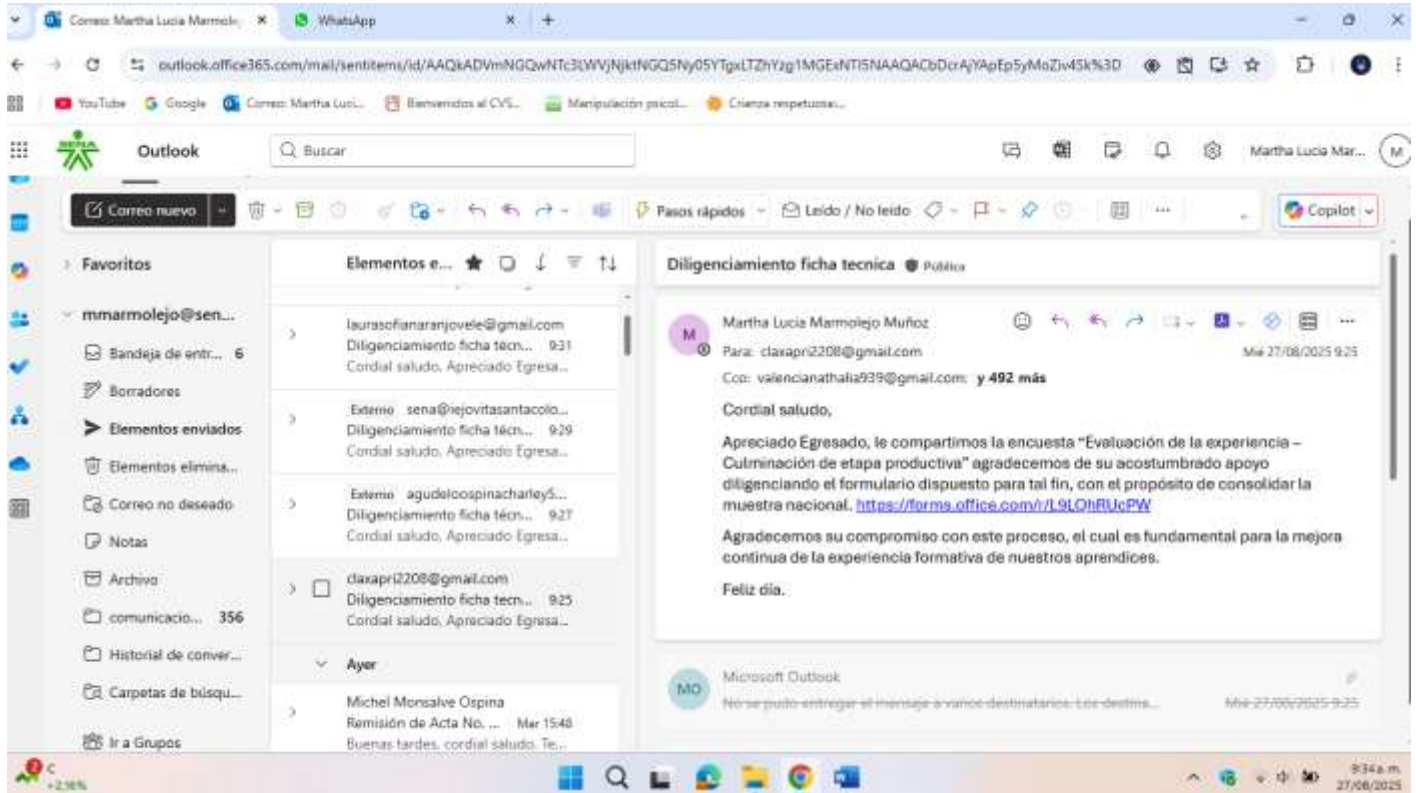 Correo: Martha Lucia Marmole
WhatsApp
outlook.office365.com/mail/sentitems/id/
YouTube
Google
Correo: Martha Luci...
Bienvenidos al CVS...
Manipulación psicol...
Crianza respetuosa:...
SENA
Outlook
Buscar
Martha Lucia Mar...
M
Correo nuevo
Pasos rápidos
Leído / No leído
Copilot
Favoritos
mmarmolejo@sen...
Bandeja de entr... 6
Borradores
Elementos enviados
Elementos elimina...
Correo no deseado
Notas
Archivo
comunicacio... 356
Historial de conver...
Carpetas de búsqu...
Ir a Grupos
Elementos e...
laurasofianaranjovele@gmail.com
Diligenciamiento ficha técn... 9:31
Cordial saludo, Apreciado Egresa...
Externo sena@iejovitasantacolo...
Diligenciamiento ficha técn... 9:29
Cordial saludo, Apreciado Egresa...
Externo agudeloospinacharley5...
Diligenciamiento ficha técn... 9:27
Cordial saludo, Apreciado Egresa...
claxapri2208@gmail.com
Diligenciamiento ficha tecn... 9:25
Cordial saludo, Apreciado Egresa...
Ayer
Michel Monsalve Ospina
Remisión de Acta No. ... Mar 15:48
Buenas tardes, cordial saludo. Te...
Diligenciamiento ficha tecnica Pública
M
Martha Lucia Marmolejo Muñoz
Para: claxapri2208@gmail.com
Mié 27/08/2025 9:25
Cco: valencianathalia939@gmail.com; y 492 más
Cordial saludo,
Apreciado Egresado, le compartimos la encuesta “Evaluación de la experiencia –
Culminación de etapa productiva” agradecemos de su acostumbrado apoyo
diligenciando el formulario dispuesto para tal fin, con el propósito de consolidar la
muestra nacional. https://forms.office.com/r/L9LQhRUcPW
Agradecemos su compromiso con este proceso, el cual es fundamental para la mejora
continua de la experiencia formativa de nuestros aprendices.
Feliz día.
MO
Microsoft Outlook
No se pudo entregar el mensaje a varios destinatarios. Los destina...
Mié 27/08/2025 9:25
2
C
+2,16%
9:34 a. m.
27/08/2025